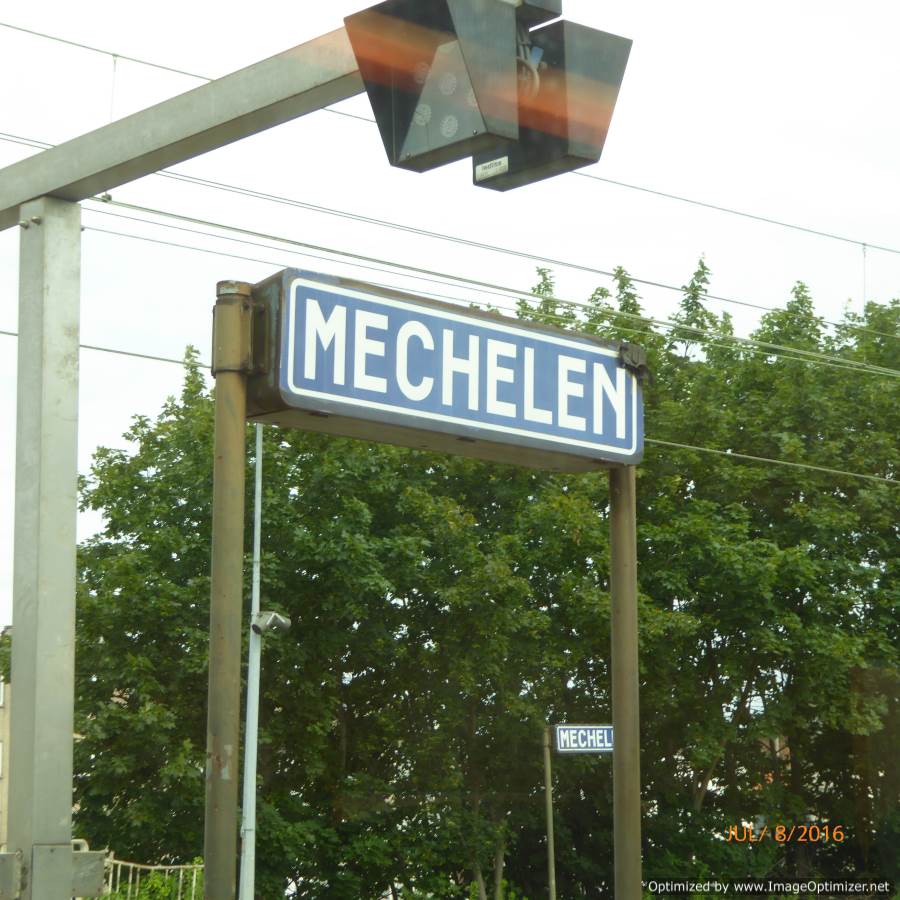 MECHELEN
MECHEL
JUL/ 8/2016
Optimized by www.ImageOptimizer.net